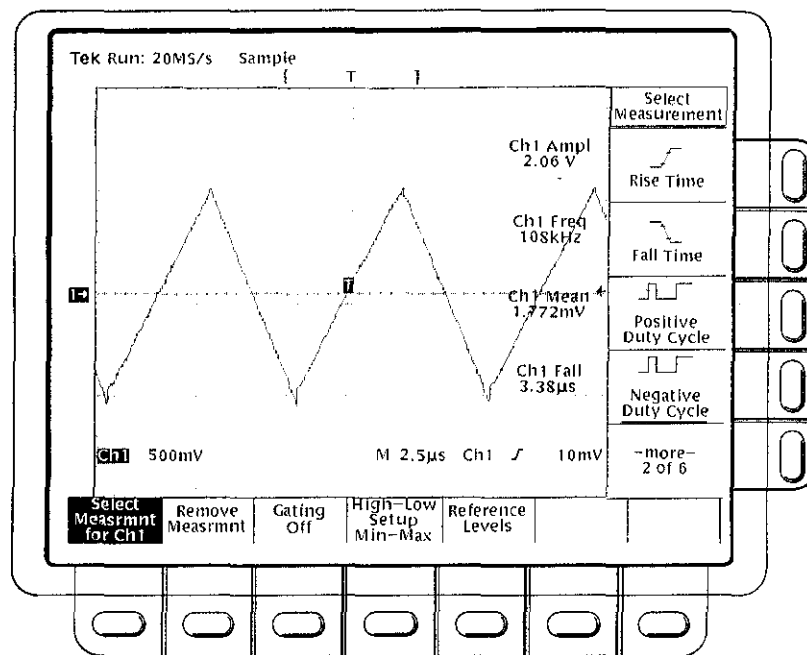 Tek Run: 20MS/s Sample
[ T ]
Select
Measurement
Ch1 Ampl
2.06 V
Rise Time
Ch1 Freq
108kHz
Fall Time
T
1
Ch1 Mean
1.772mV
Positive
Duty Cycle
Ch1 Fall
3.38µs
Negative
Duty Cycle
Ch1 500mV M 2.5µs Ch1 10mV
-more-
2 of 6
Select
Measrmnt
for Ch1
Remove
Measrmnt
Gating
Off
High-Low
Setup
Min-Max
Reference
Levels